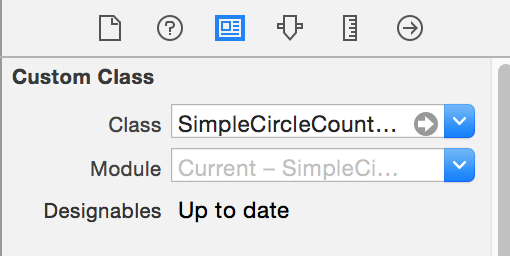 Custom Class
Class SimpleCircleCount...
Module Current – SimpleCi...
Designables Up to date